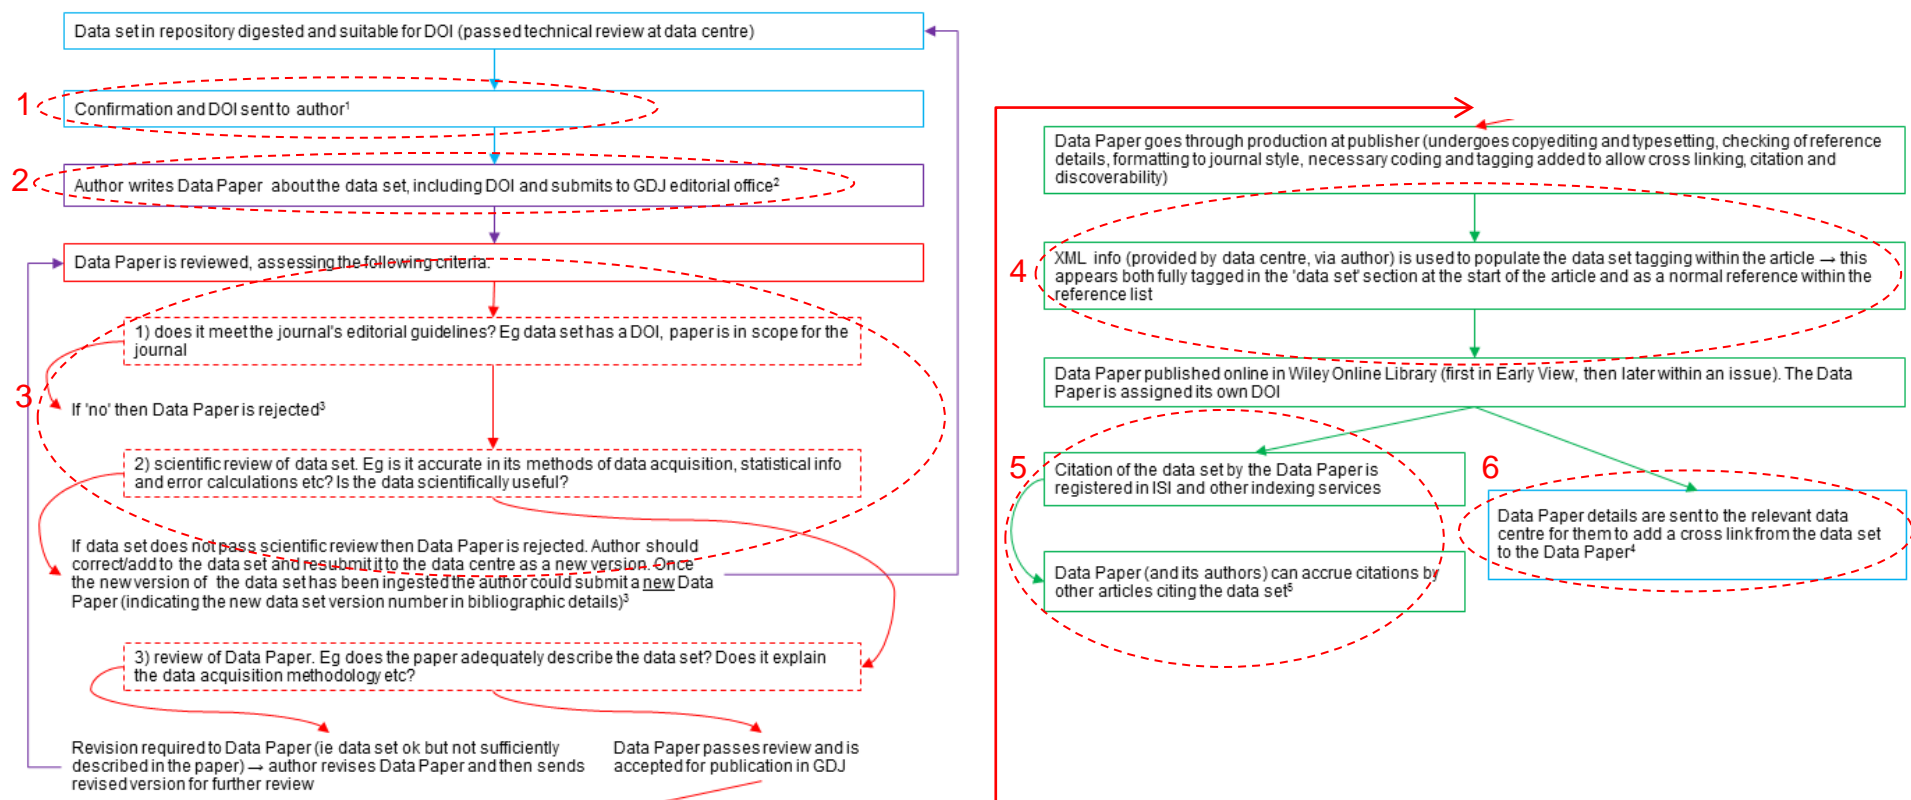 Data set in repository digested and suitable for DOI (passed technical review at data centre)
1
Confirmation and DOI sent to author¹
2
Author writes Data Paper about the data set, including DOI and submits to GDJ editorial office²
Data Paper is reviewed, assessing the following criteria.
3
1) does it meet the journal's editorial guidelines? Eg data set has a DOI, paper is in scope for the
journal
If 'no' then Data Paper is rejected³
2) scientific review of data set. Eg is it accurate in its methods of data acquisition, statistical info
and error calculations etc? Is the data scientifically useful?
If data set does not pass scientific review then Data Paper is rejected. Author should
correct/add to the data set and resubmit it to the data centre as a new version. Once
the new version of the data set has been ingested the author could submit a new Data
Paper (indicating the new data set version number in bibliographic details)³
3) review of Data Paper. Eg does the paper adequately describe the data set? Does it explain
the data acquisition methodology etc?
Revision required to Data Paper (ie data set ok but not sufficiently
described in the paper) → author revises Data Paper and then sends
revised version for further review
Data Paper passes review and is
accepted for publication in GDJ
Data Paper goes through production at publisher (undergoes copyediting and typesetting, checking of reference
details, formatting to journal style, necessary coding and tagging added to allow cross linking, citation and
discoverability)
4
XML info (provided by data centre, via author) is used to populate the data set tagging within the article → this
appears both fully tagged in the 'data set' section at the start of the article and as a normal reference within the
reference list
Data Paper published online in Wiley Online Library (first in Early View, then later within an issue). The Data
Paper is assigned its own DOI
5
Citation of the data set by the Data Paper is
registered in ISI and other indexing services
Data Paper (and its authors) can accrue citations by
other articles citing the data set⁵
6
Data Paper details are sent to the relevant data
centre for them to add a cross link from the data set
to the Data Paper⁴